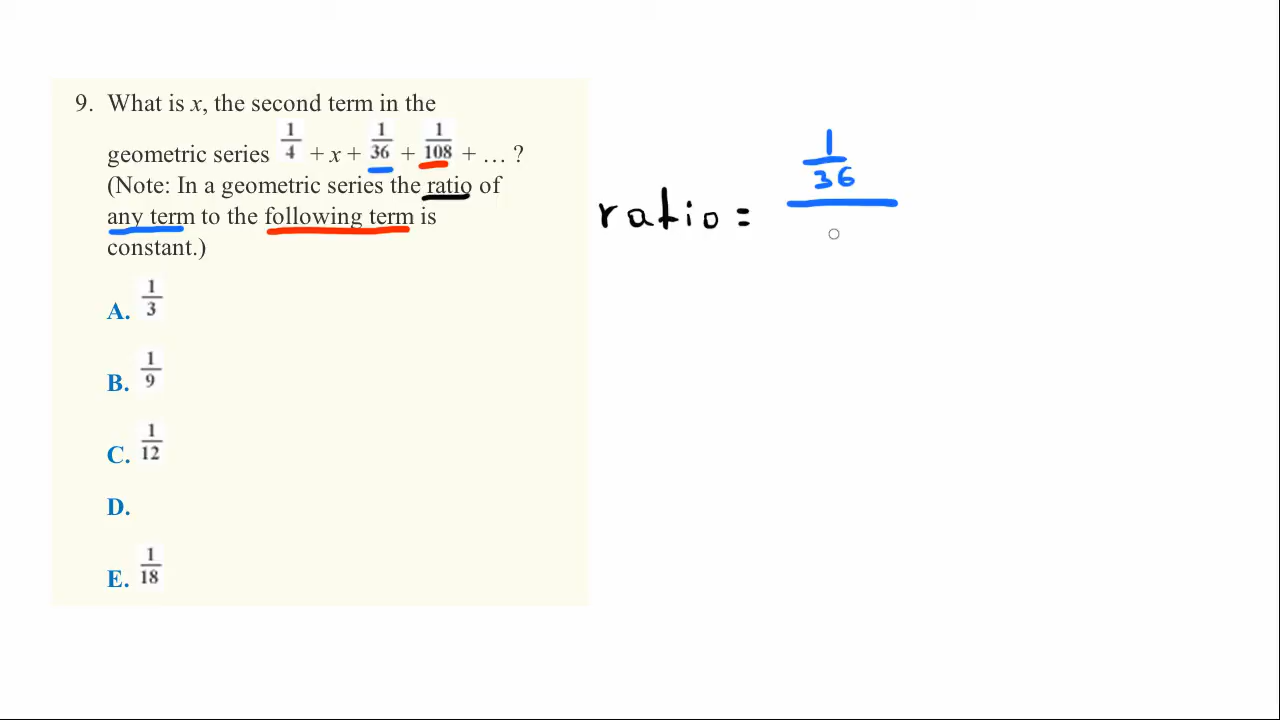 9. What is x, the second term in the
geometric series 1/4 + x + 1/36 + 1/108 + … ?
(Note: In a geometric series the ratio of
any term to the following term is
constant.)
A. 1/3
B. 1/9
C. 1/12
D.
E. 1/18
ratio = 1/36